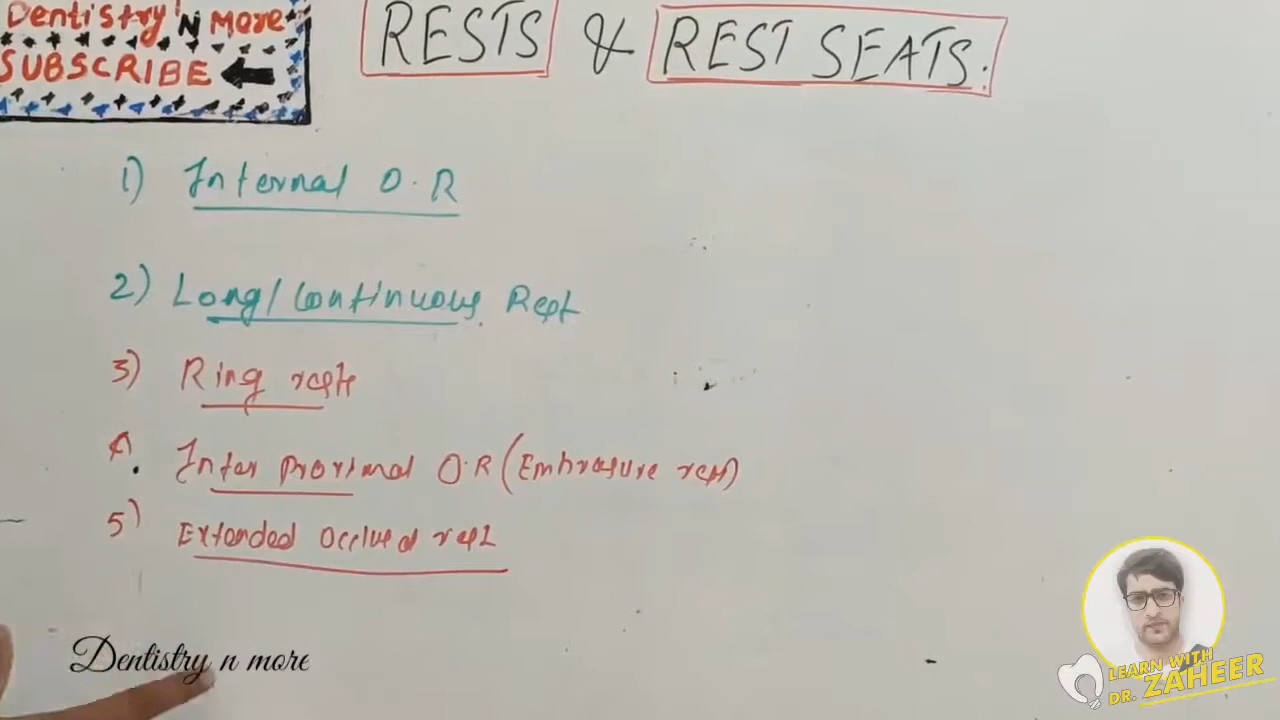 Dentistry 'N More
SUBSCRIBE
RESTS & REST SEATS.
1) Internal O.R
2) Long/Continuous Rest
3) Ring rests
4. Inter proximal O.R (Embrasure rest)
5) Extended Occlusal rest
Dentistry n more
LEARN WITH
DR. ZAHEER